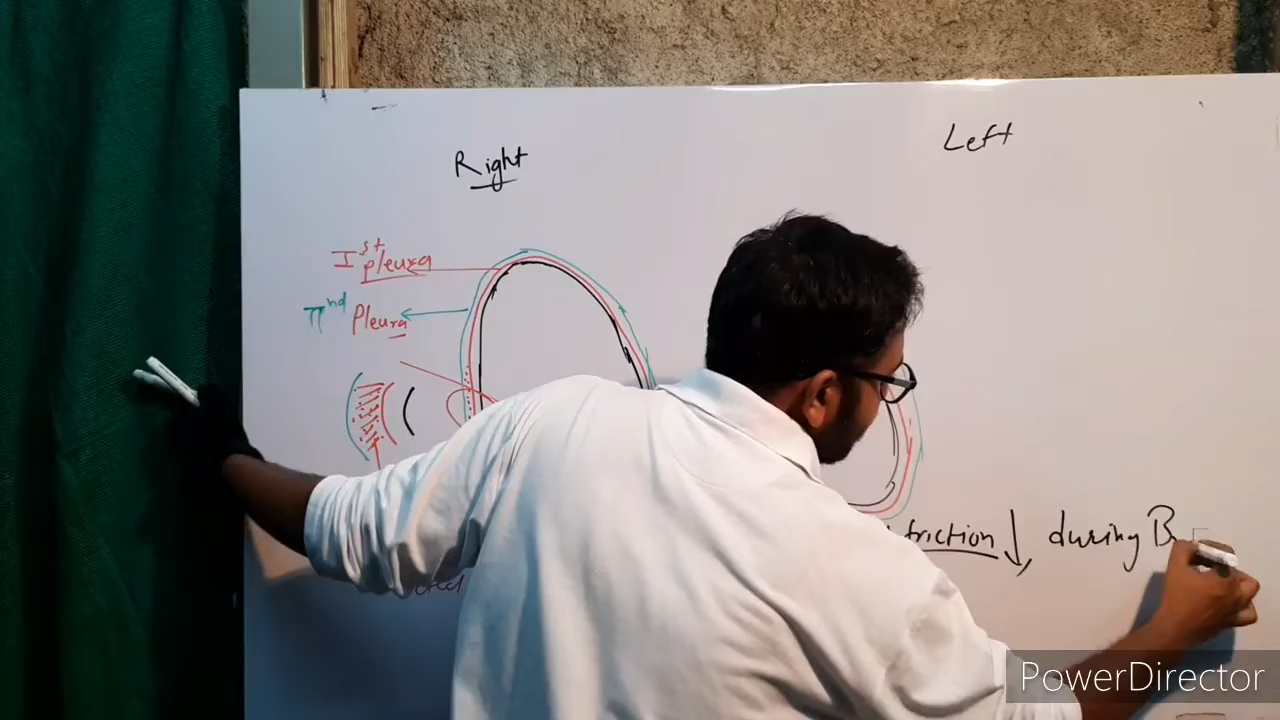 Right
Left
Ist pleura
IInd Pleura
friction ↓, during B
PowerDirector